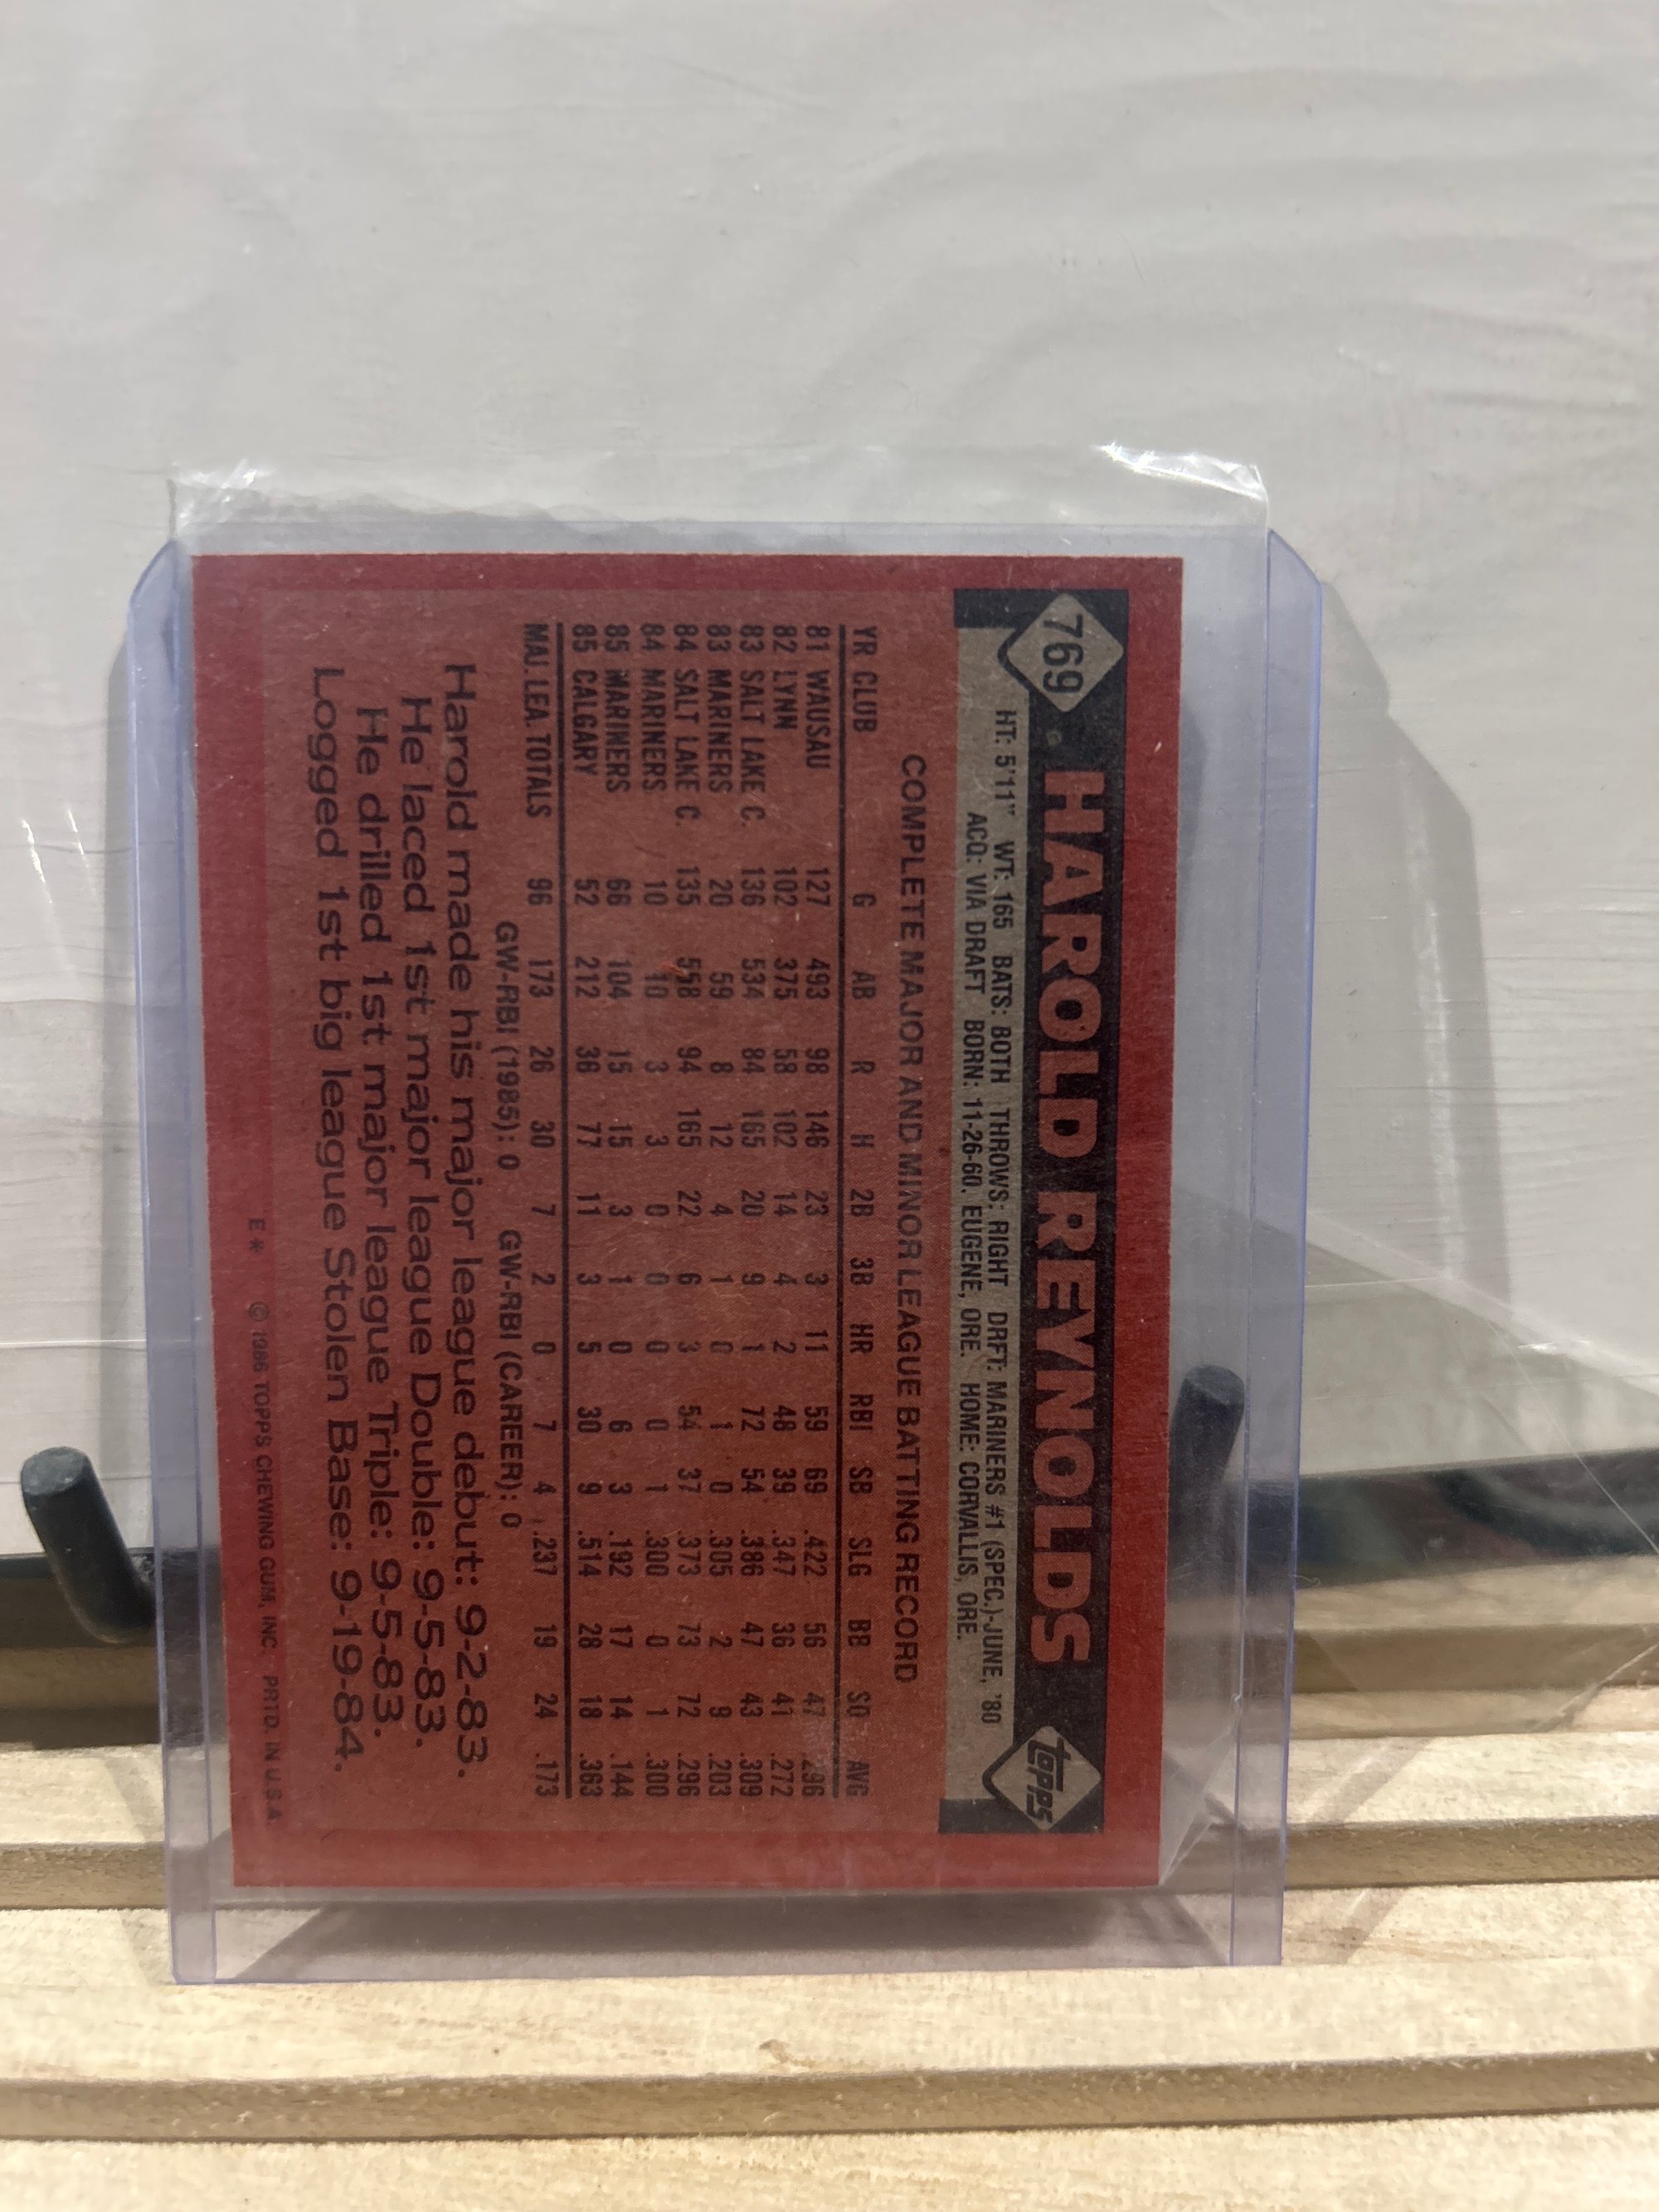 769 HAROLD REYNOLDS topps
HT: 5'11" WT: 165 BATS: BOTH THROWS: RIGHT DRFT: MARINERS #1 (SPEC.)-JUNE, '80
ACQ: VIA DRAFT BORN: 11-26-60. EUGENE, ORE. HOME: CORVALLIS, ORE.
COMPLETE MAJOR AND MINOR LEAGUE BATTING RECORD
YR CLUB G AB R H 2B 3B HR RBI SB SLG BB SO AVG
81 WAUSAU 127 493 98 146 23 3 11 59 69 .422 56 47 .296
82 LYNN 102 375 58 102 14 4 2 48 39 .347 36 41 .272
83 SALT LAKE C. 136 534 84 165 20 9 1 72 54 .386 47 43 .309
83 MARINERS 20 59 8 12 4 1 0 1 0 .305 2 9 .203
84 SALT LAKE C. 135 558 94 165 22 6 3 54 37 .373 73 72 .296
84 MARINERS 10 10 3 3 0 0 0 0 1 .300 0 1 .300
85 MARINERS 66 104 15 15 3 1 0 6 3 .192 17 14 .144
85 CALGARY 52 212 36 77 11 3 5 30 9 .514 28 18 .363
MAJ. LEA. TOTALS 96 173 26 30 7 2 0 7 4 .237 19 24 .173
GW-RBI (1985): 0 GW-RBI (CAREER): 0
Harold made his major league debut: 9-2-83.
He laced 1st major league Double: 9-5-83.
He drilled 1st major league Triple: 9-5-83.
Logged 1st big league Stolen Base: 9-19-84.
E* © 1986 TOPPS CHEWING GUM, INC. PRTD. IN U.S.A.